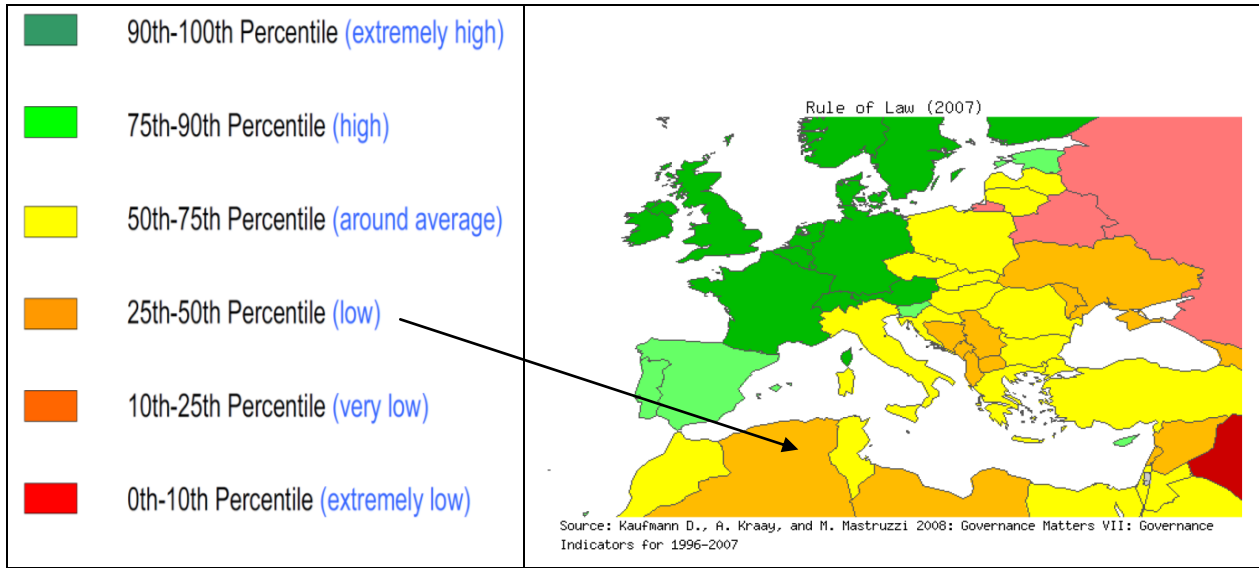 90th-100th Percentile (extremely high)
75th-90th Percentile (high)
50th-75th Percentile (around average)
25th-50th Percentile (low)
10th-25th Percentile (very low)
0th-10th Percentile (extremely low)
Rule of Law (2007)
Source: Kaufmann D., A. Kraay, and M. Mastruzzi 2008: Governance Matters VII: Governance
Indicators for 1996-2007